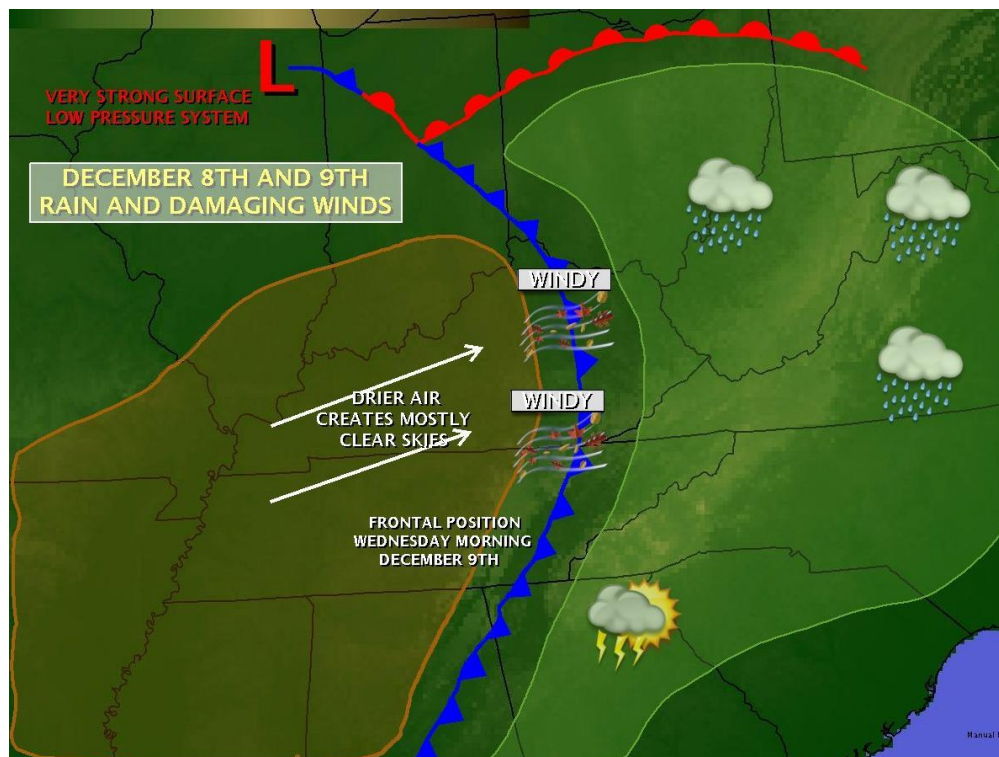 L
VERY STRONG SURFACE
LOW PRESSURE SYSTEM
DECEMBER 8TH AND 9TH
RAIN AND DAMAGING WINDS
WINDY
DRIER AIR
CREATES MOSTLY
CLEAR SKIES
WINDY
FRONTAL POSITION
WEDNESDAY MORNING
DECEMBER 9TH
Manual